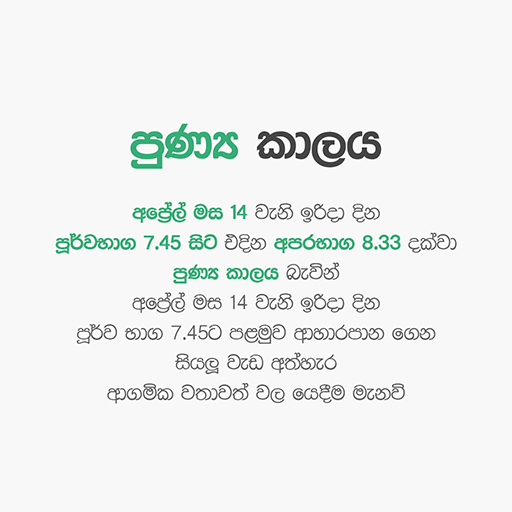 පුණ්‍ය කාලය
අප්‍රේල් මස 14 වැනි ඉරිදා දින
පූර්වභාග 7.45 සිට එදින අපරභාග 8.33 දක්වා
පුණ්‍ය කාලය බැවින්
අප්‍රේල් මස 14 වැනි ඉරිදා දින
පූර්ව භාග 7.45ට පළමුව ආහාරපාන ගෙන
සියලූ වැඩ අත්හැර
ආගමික වතාවත් වල යෙදීම මැනවි